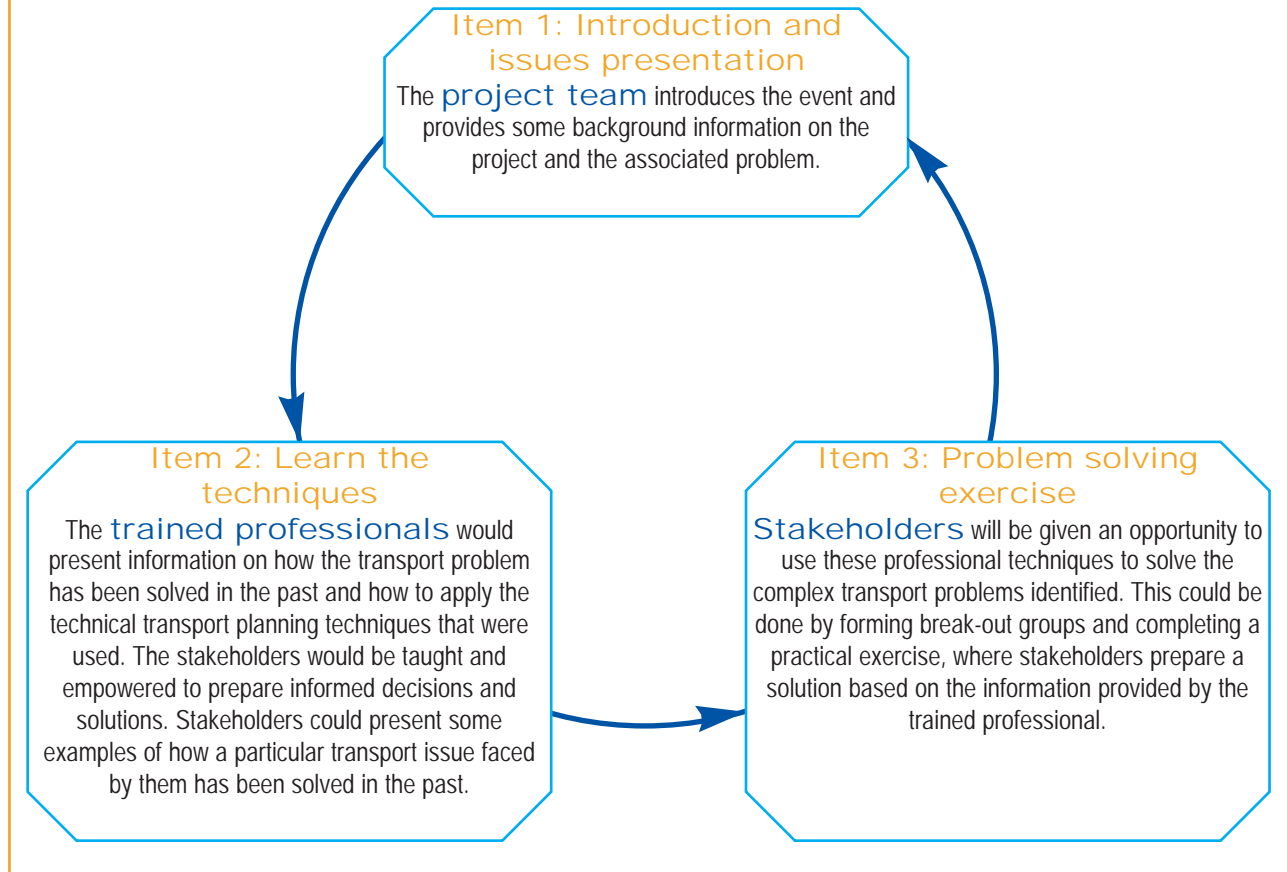 Item 1: Introduction and
issues presentation
The project team introduces the event and
provides some background information on the
project and the associated problem.
Item 2: Learn the
techniques
The trained professionals would
present information on how the transport problem
has been solved in the past and how to apply the
technical transport planning techniques that were
used. The stakeholders would be taught and
empowered to prepare informed decisions and
solutions. Stakeholders could present some
examples of how a particular transport issue faced
by them has been solved in the past.
Item 3: Problem solving
exercise
Stakeholders will be given an opportunity to
use these professional techniques to solve the
complex transport problems identified. This could be
done by forming break-out groups and completing a
practical exercise, where stakeholders prepare a
solution based on the information provided by the
trained professional.